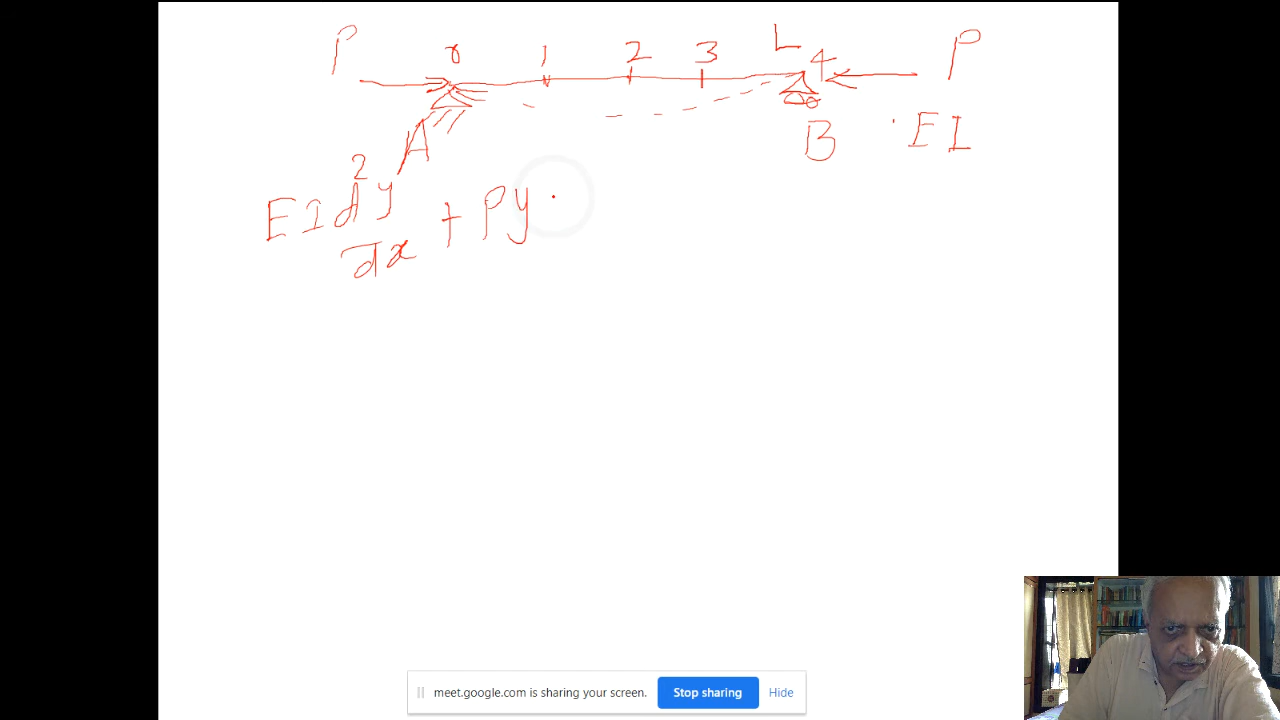 P 0 1 2 3 L 4 P
A B EI
EI d²y
dx + Py
meet.google.com is sharing your screen. Stop sharing Hide